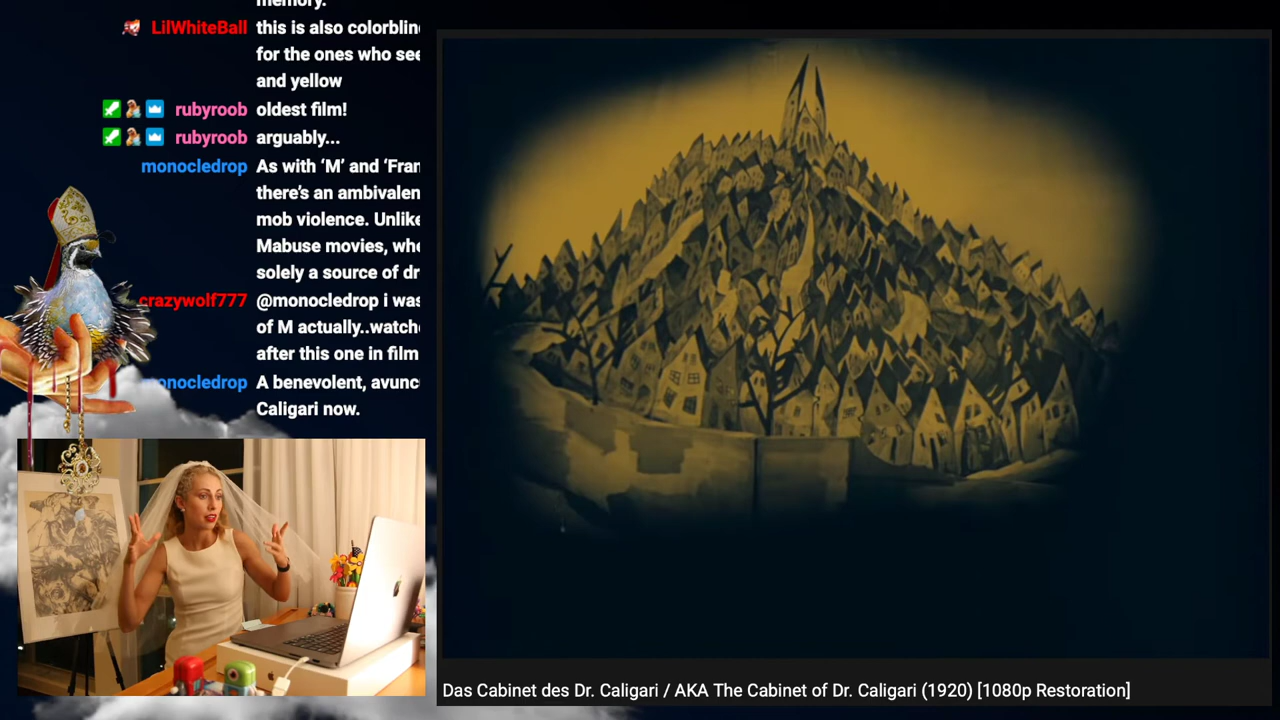 memory.
LilWhiteBall this is also colorblin
for the ones who see
and yellow
rubyroob oldest film!
rubyroob arguably...
monocledrop As with ‘M’ and ‘Fran
there's an ambivalen
mob violence. Unlike
Mabuse movies, whe
solely a source of dr
crazywolf777 @monocledrop i was
of M actually..watche
after this one in film
onocledrop A benevolent, avunc
Caligari now.
Das Cabinet des Dr. Caligari / AKA The Cabinet of Dr. Caligari (1920) [1080p Restoration]